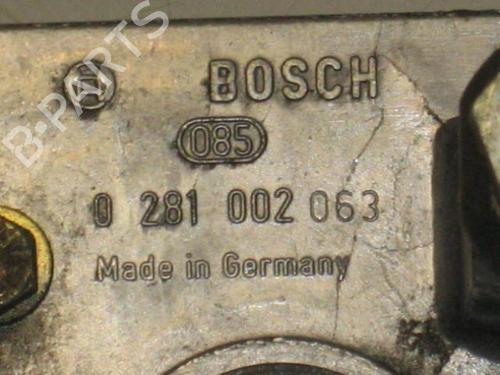 B-PARTS
BOSCH
085
0 281 002 063
Made in Germany